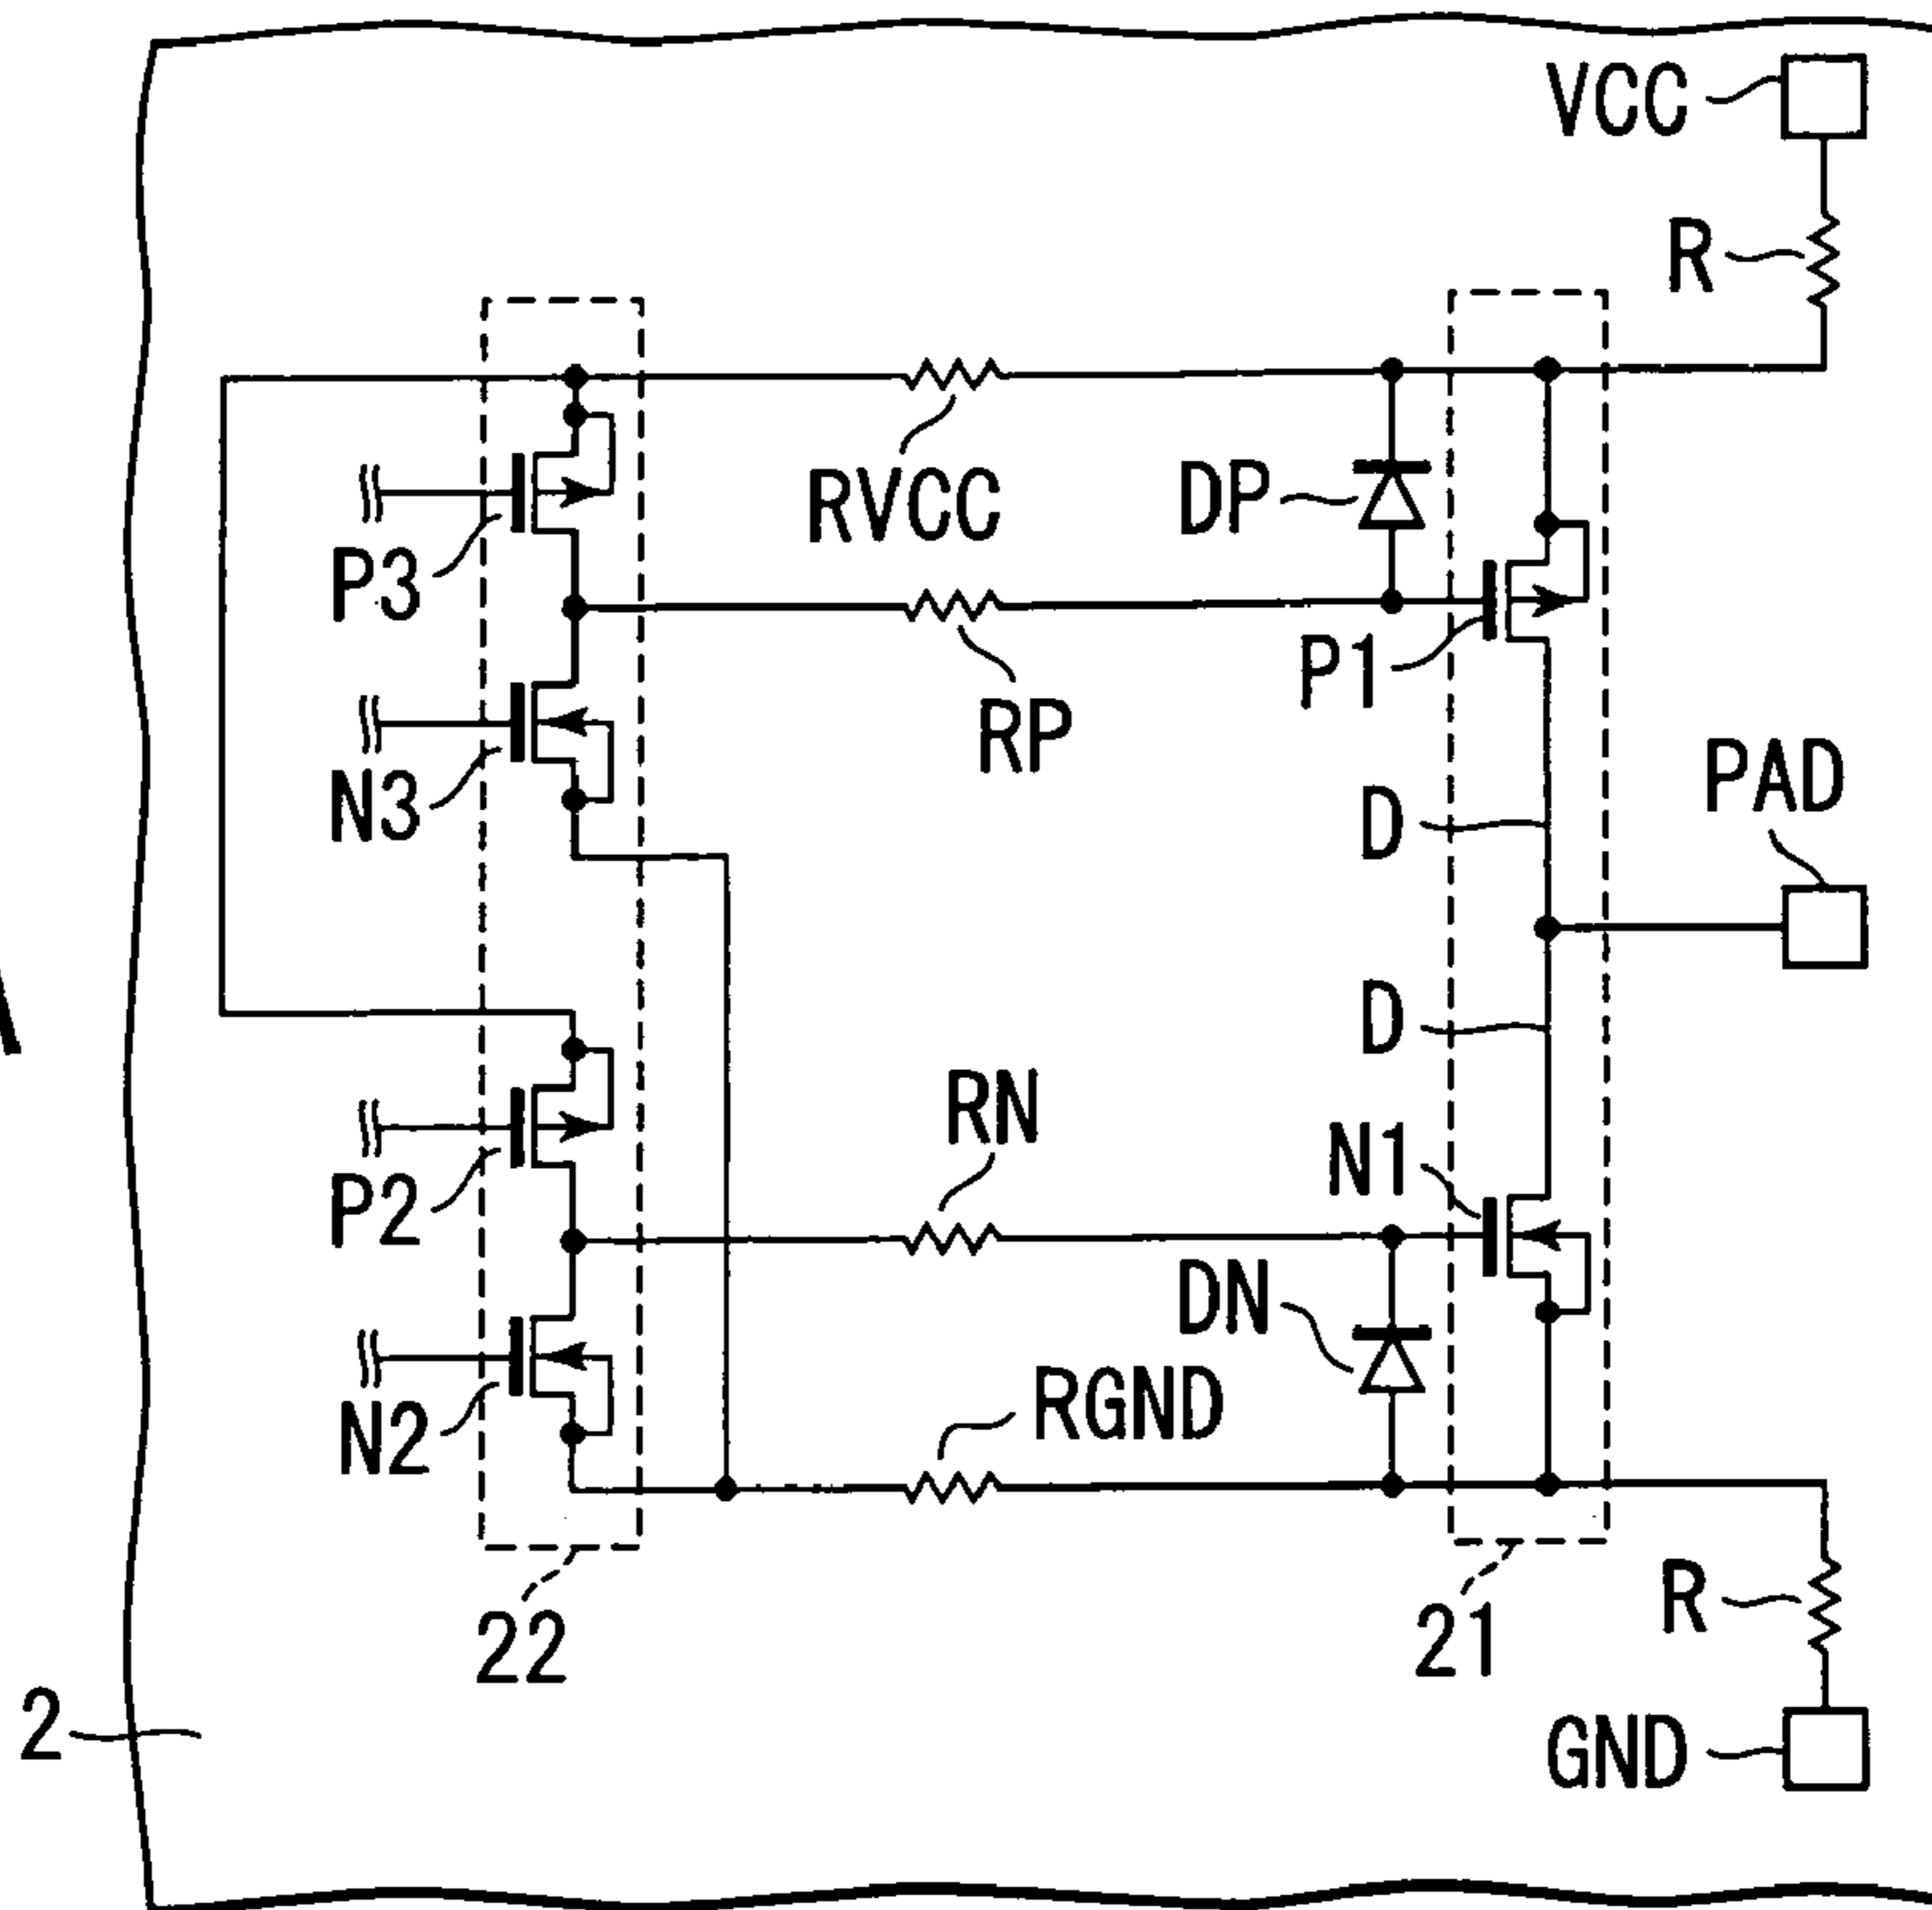 VCC
R
RVCC
DP
P3
RP
P1
N3
D
PAD
D
RN
N1
P2
DN
RGND
N2
22
21
R
2
GND